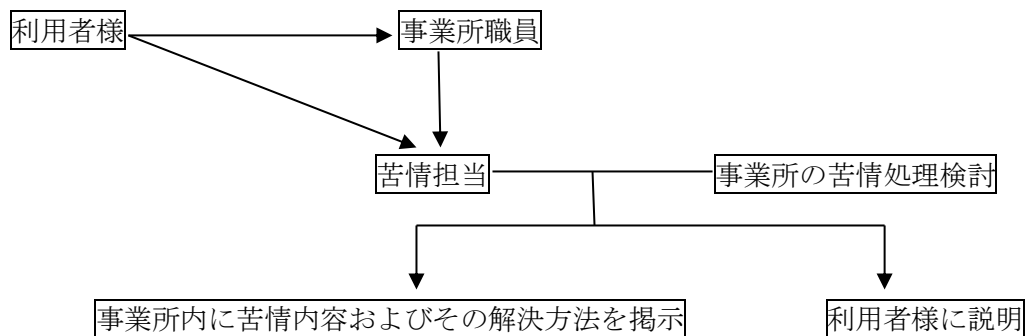 利用者様
事業所職員
苦情担当
事業所の苦情処理検討
事業所内に苦情内容およびその解決方法を掲示
利用者様に説明